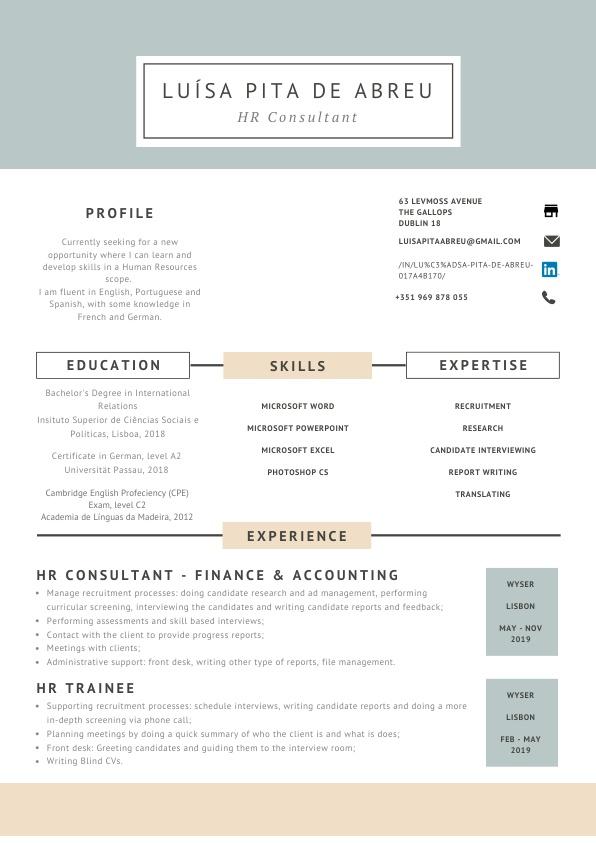 LUÍSA PITA DE ABREU
HR Consultant
PROFILE
Currently seeking for a new
opportunity where I can learn and
develop skills in a Human Resources
scope.
I am fluent in English, Portuguese and
Spanish, with some knowledge in
French and German.
63 LEVMOSS AVENUE
THE GALLOPS
DUBLIN 18
LUISAPITAABREU@GMAIL.COM
/IN/LU%C3%ADSA-PITA-DE-ABREU-
017A4B170/
+351 969 878 055
EDUCATION
Bachelor's Degree in International
Relations
Insituto Superior de Ciências Sociais e
Políticas, Lisboa, 2018
Certificate in German, level A2
Universität Passau, 2018
Cambridge English Profeciency (CPE)
Exam, level C2
Academia de Línguas da Madeira, 2012
SKILLS
MICROSOFT WORD
MICROSOFT POWERPOINT
MICROSOFT EXCEL
PHOTOSHOP CS
EXPERTISE
RECRUITMENT
RESEARCH
CANDIDATE INTERVIEWING
REPORT WRITING
TRANSLATING
EXPERIENCE
HR CONSULTANT - FINANCE & ACCOUNTING
• Manage recruitment processes: doing candidate research and ad management, performing
curricular screening, interviewing the candidates and writing candidate reports and feedback;
• Performing assessments and skill based interviews;
• Contact with the client to provide progress reports;
• Meetings with clients;
• Administrative support: front desk, writing other type of reports, file management.
WYSER
LISBON
MAY - NOV
2019
HR TRAINEE
• Supporting recruitment processes: schedule interviews, writing candidate reports and doing a more
in-depth screening via phone call;
• Planning meetings by doing a quick summary of who the client is and what is does;
• Front desk: Greeting candidates and guiding them to the interview room;
• Writing Blind CVs.
WYSER
LISBON
FEB - MAY
2019